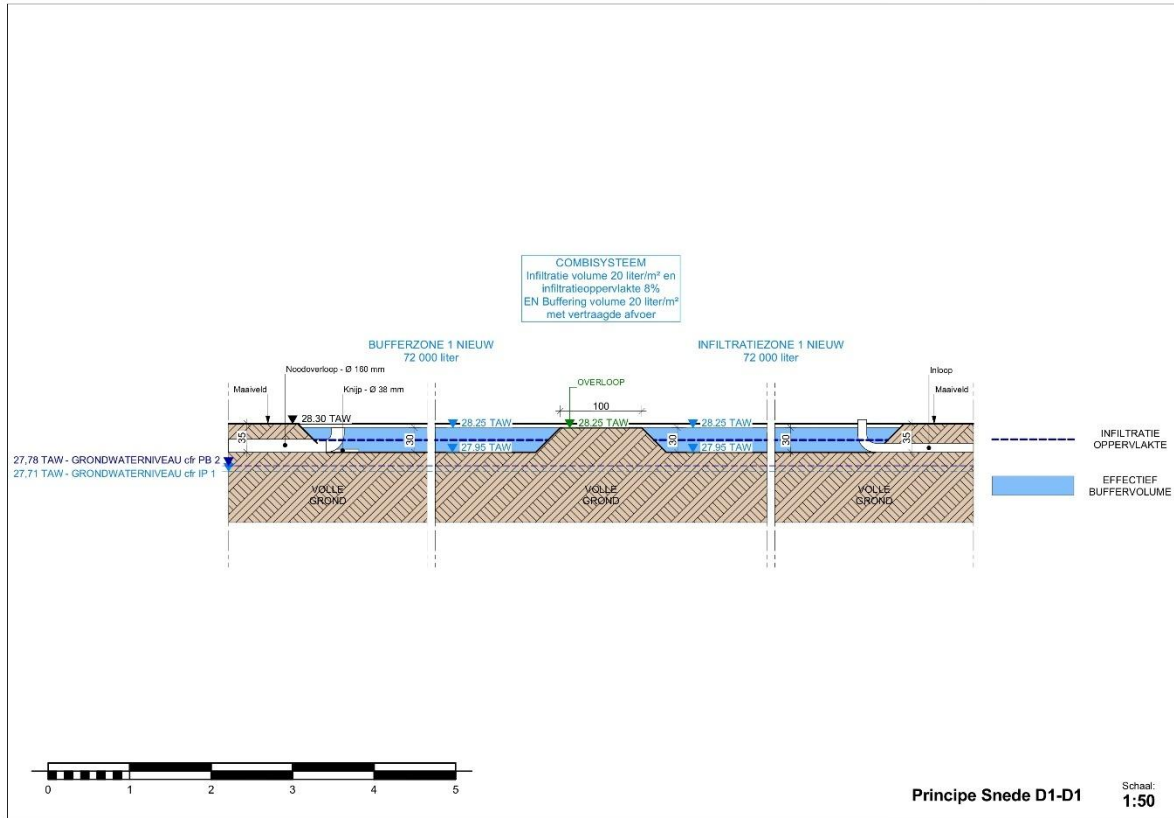 COMBISYSTEEM
Infiltratie volume 20 liter/m² en
infiltratieoppervlakte 8%
EN Buffering volume 20 liter/m²
met vertraagde afvoer
BUFFERZONE 1 NIEUW
72 000 liter
INFILTRATIEZONE 1 NIEUW
72 000 liter
Noodoverloop - Ø 160 mm
Maaiveld
Knijp - Ø 38 mm
OVERLOOP
Inloop
Maaiveld
100
28.30 TAW
28.25 TAW
28.25 TAW
28.25 TAW
35
30
30
30
35
27.95 TAW
27.95 TAW
INFILTRATIE
OPPERVLAKTE
27,78 TAW - GRONDWATERNIVEAU cfr PB 2
27,71 TAW - GRONDWATERNIVEAU cfr IP 1
EFFECTIEF
BUFFERVOLUME
VOLLE
GROND
VOLLE
GROND
VOLLE
GROND
0 1 2 3 4 5
Principe Snede D1-D1
Schaal:
1:50